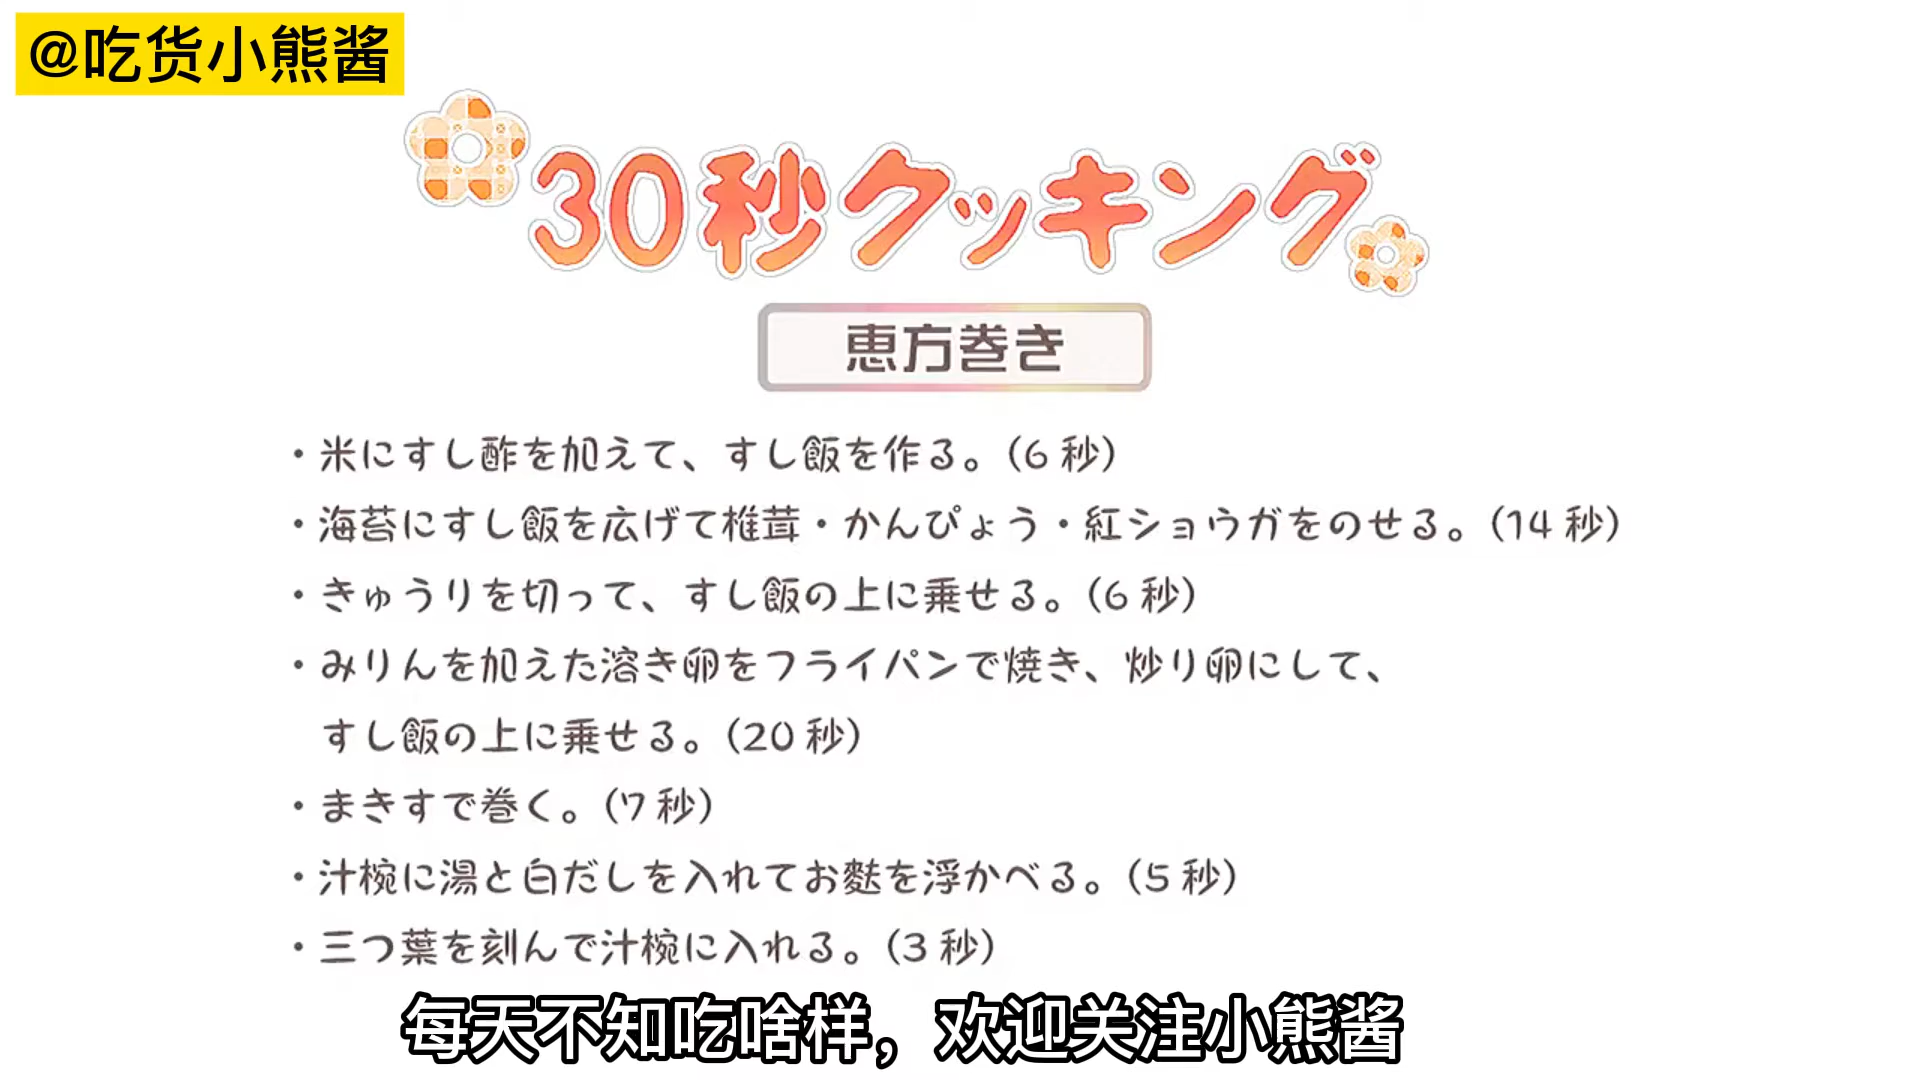 @吃货小熊酱
30秒クッキング
恵方巻き
・米にすし酢を加えて、すし飯を作る。(6秒)
・海苔にすし飯を広げて椎茸・かんぴょう・紅ショウガをのせる。(14秒)
・きゅうりを切って、すし飯の上に乗せる。(6秒)
・みりんを加えた溶き卵をフライパンで焼き、炒り卵にして、
すし飯の上に乗せる。(20秒)
・まきすで巻く。(7秒)
・汁椀に湯と白だしを入れてお麩を浮かべる。(5秒)
・三つ葉を刻んで汁椀に入れる。(3秒)
每天不知吃啥样，欢迎关注小熊酱